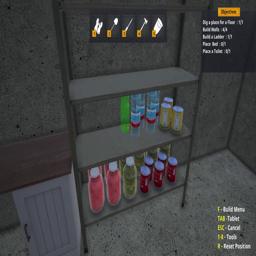 Objectives
Dig a place for a Floor : 1/1
Build Walls : 4/4
Build a Ladder : 1/1
Place Bed : 0/1
Place a Toilet : 0/1
F - Build Menu
TAB - Tablet
ESC - Cancel
1-X - Tools
R - Reset Position